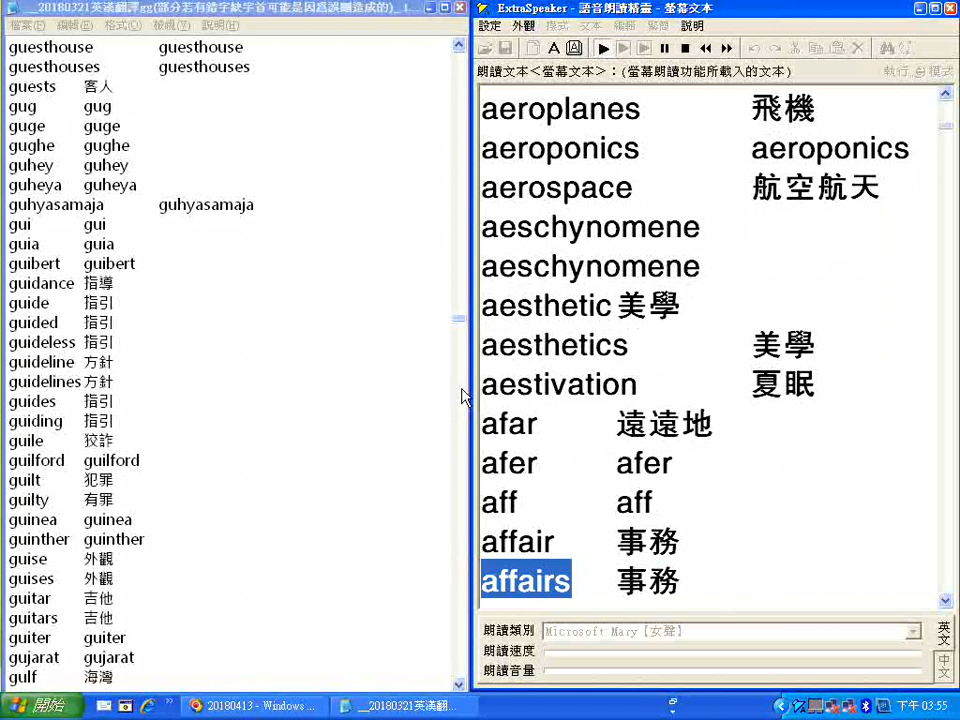 __20180321英漢翻譯gg(部分若有錯字缺字首可能是因為誤刪造成的)_
檔案(F) 編輯(E) 格式(O) 檢視(V) 說明(H)
guesthouse guesthouse
guesthouses guesthouses
guests 客人
gug gug
guge guge
gughe gughe
guhey guhey
guheya guheya
guhyasamaja guhyasamaja
gui gui
guia guia
guibert guibert
guidance 指導
guide 指引
guided 指引
guideless 指引
guideline 方針
guidelines 方針
guides 指引
guiding 指引
guile 狡詐
guilford guilford
guilt 犯罪
guilty 有罪
guinea guinea
guinther guinther
guise 外觀
guises 外觀
guitar 吉他
guitars 吉他
guiter guiter
gujarat gujarat
gulf 海灣
ExtraSpeaker - 語音朗讀精靈 - 螢幕文本
設定 外觀 模式 文本 編輯 繁簡 說明
朗讀文本<螢幕文本>：(螢幕朗讀功能所載入的文本)
aeroplanes 飛機
aeroponics aeroponics
aerospace 航空航天
aeschynomene
aeschynomene
aesthetic 美學
aesthetics 美學
aestivation 夏眠
afar 遠遠地
afer afer
aff aff
affair 事務
affairs 事務
朗讀類別 Microsoft Mary【女聲】
朗讀速度
朗讀音量
英文
中文
開始
20180413 - Windows ...
__20180321英漢翻...
下午 03:55